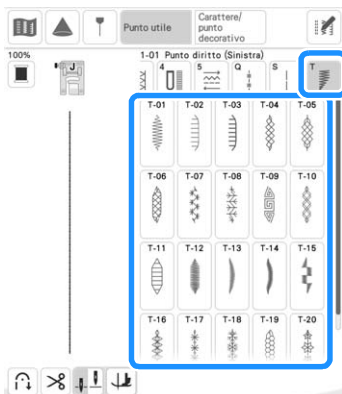 Punto utile
Carattere/
punto
decorativo
100%
1-01 Punto diritto (Sinistra)
J
4 5 Q S T
T-01 T-02 T-03 T-04 T-05
T-06 T-07 T-08 T-09 T-10
T-11 T-12 T-13 T-14 T-15
T-16 T-17 T-18 T-19 T-20